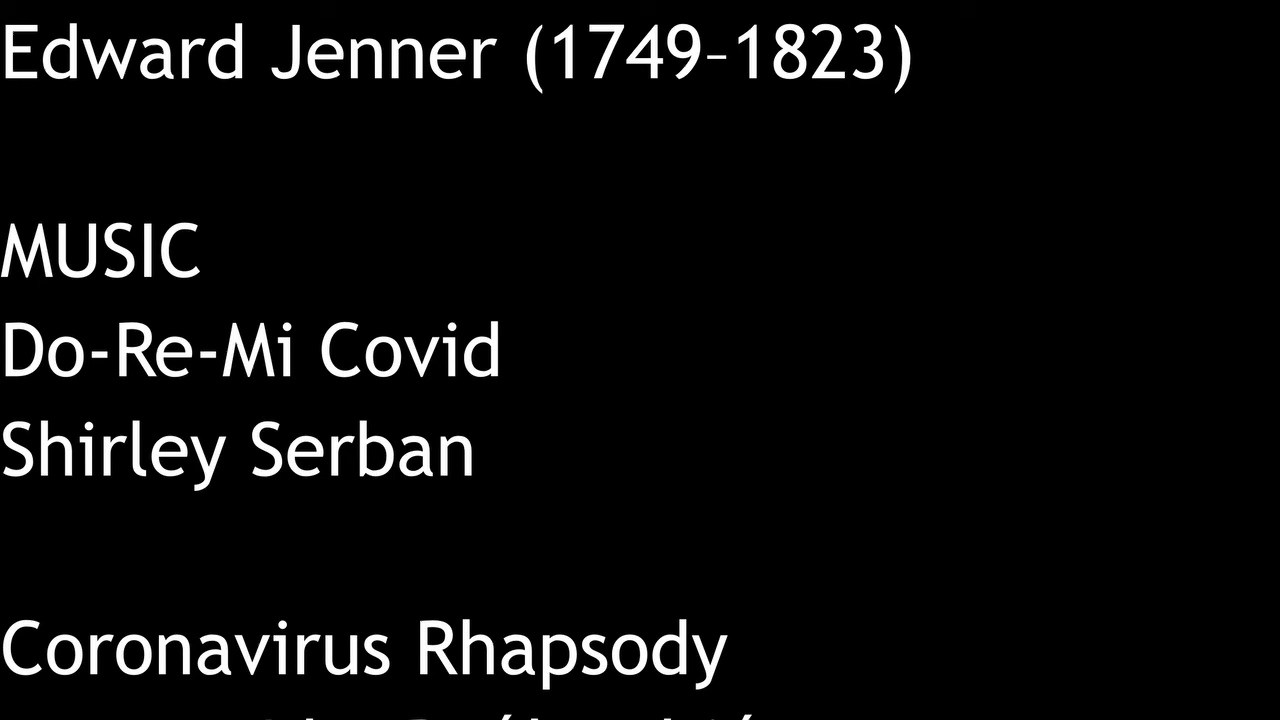 Edward Jenner (1749–1823)
MUSIC
Do-Re-Mi Covid
Shirley Serban
Coronavirus Rhapsody